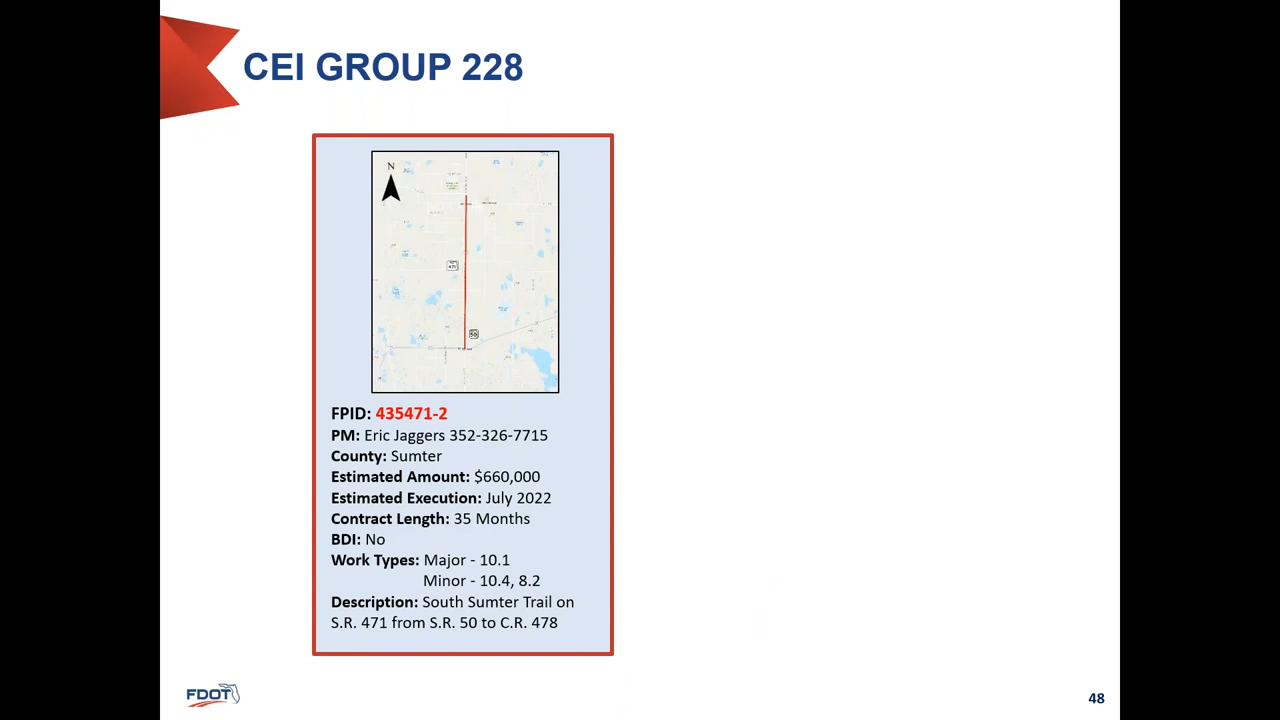 CEI GROUP 228
N
471
50
FPID: 435471-2
PM: Eric Jaggers 352-326-7715
County: Sumter
Estimated Amount: $660,000
Estimated Execution: July 2022
Contract Length: 35 Months
BDI: No
Work Types: Major - 10.1
Minor - 10.4, 8.2
Description: South Sumter Trail on
S.R. 471 from S.R. 50 to C.R. 478
FDOT
48